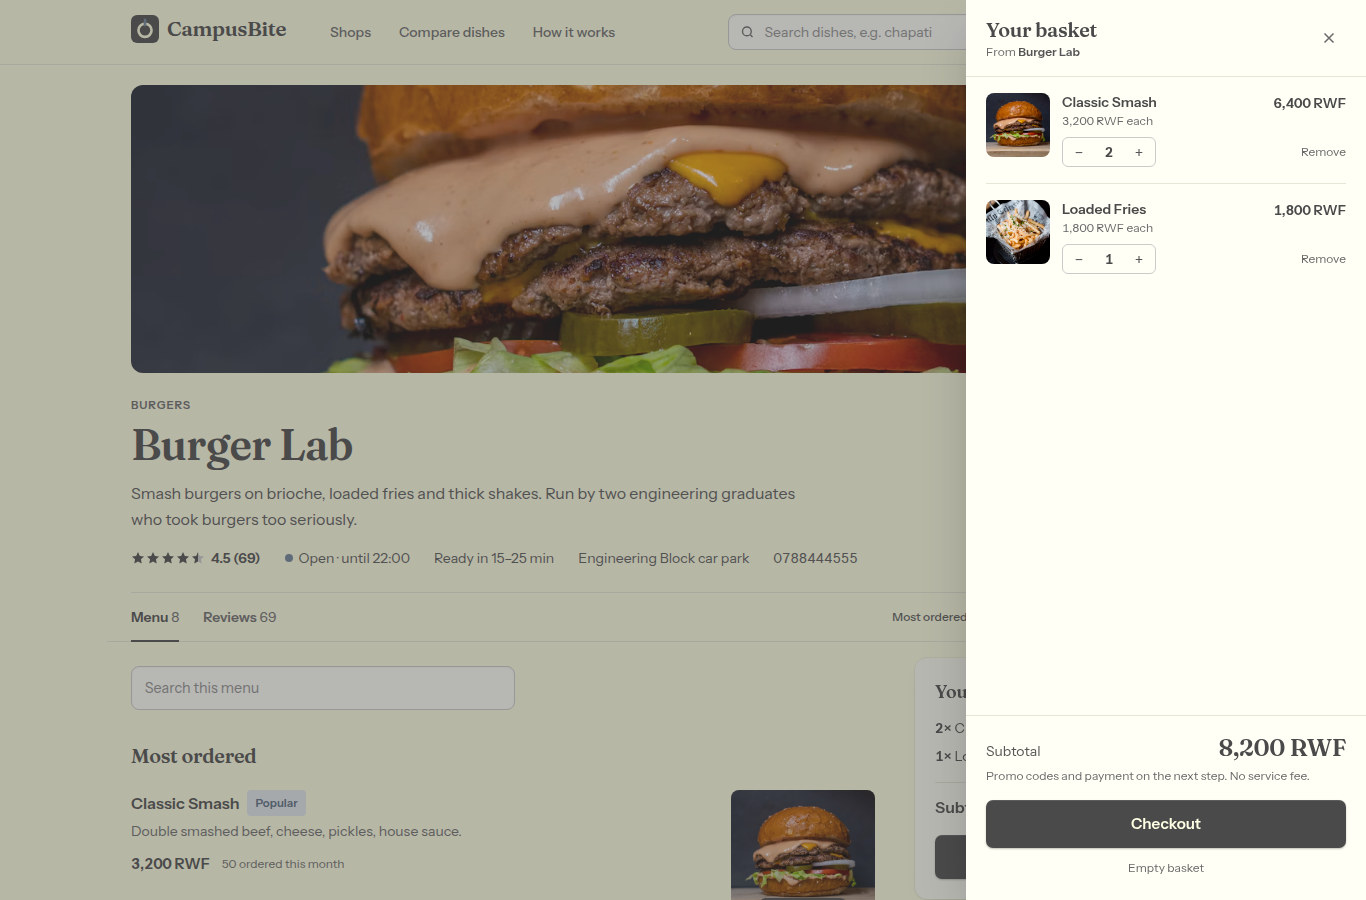 CampusBite
Shops
Compare dishes
How it works
Search dishes, e.g. chapati
BURGERS
Burger Lab
Smash burgers on brioche, loaded fries and thick shakes. Run by two engineering graduates
who took burgers too seriously.
4.5 (69)
Open · until 22:00
Ready in 15–25 min
Engineering Block car park
0788444555
Menu 8
Reviews 69
Most ordered
Search this menu
Most ordered
Classic Smash
Popular
Double smashed beef, cheese, pickles, house sauce.
3,200 RWF
50 ordered this month
2×
1×
Your basket
From Burger Lab
×
Classic Smash
6,400 RWF
3,200 RWF each
− 2 +
Remove
Loaded Fries
1,800 RWF
1,800 RWF each
− 1 +
Remove
Subtotal
8,200 RWF
Promo codes and payment on the next step. No service fee.
Checkout
Empty basket